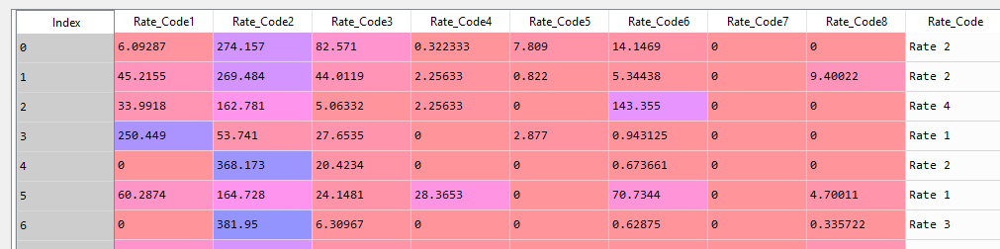 Index Rate_Code1 Rate_Code2 Rate_Code3 Rate_Code4 Rate_Code5 Rate_Code6 Rate_Code7 Rate_Code8 Rate_Code
0 6.09287 274.157 82.571 0.322333 7.809 14.1469 0 0 Rate 2
1 45.2155 269.484 44.0119 2.25633 0.822 5.34438 0 9.40022 Rate 2
2 33.9918 162.781 5.06332 2.25633 0 143.355 0 0 Rate 4
3 250.449 53.741 27.6535 0 2.877 0.943125 0 0 Rate 1
4 0 368.173 20.4234 0 0 0.673661 0 0 Rate 2
5 60.2874 164.728 24.1481 28.3653 0 70.7344 0 4.70011 Rate 1
6 0 381.95 6.30967 0 0 0.62875 0 0.335722 Rate 3